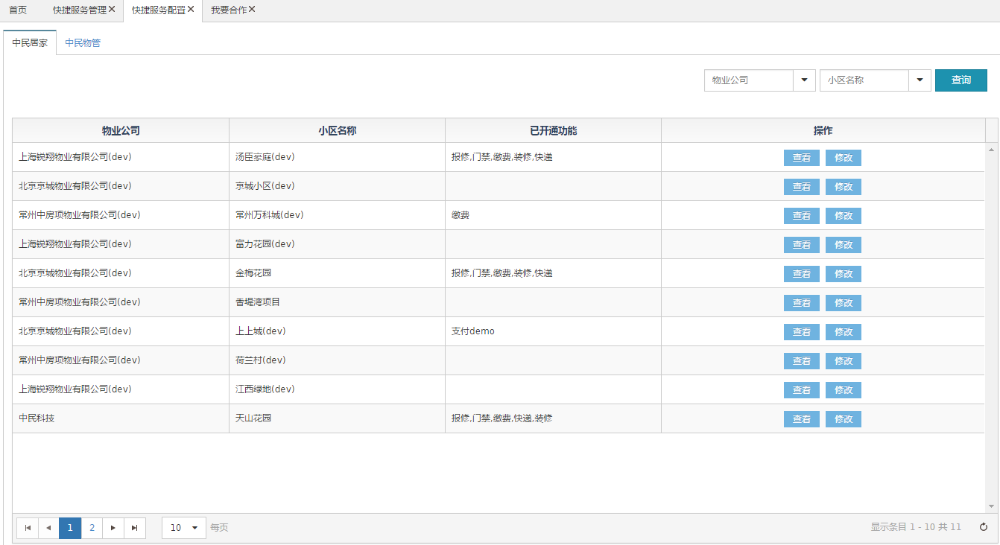 首页 快捷服务管理 快捷服务配置 我要合作
中民居家 中民物管
物业公司 小区名称 查询
物业公司 小区名称 已开通功能 操作
上海锐翔物业有限公司(dev) 汤臣豪庭(dev) 报修,门禁,缴费,装修,快递 查看 修改
北京京城物业有限公司(dev) 京城小区(dev) 查看 修改
常州中房项物业有限公司(dev) 常州万科城(dev) 缴费 查看 修改
上海锐翔物业有限公司(dev) 富力花园(dev) 查看 修改
北京京城物业有限公司(dev) 金梅花园 报修,门禁,缴费,装修,快递 查看 修改
常州中房项物业有限公司(dev) 香堤湾项目 查看 修改
北京京城物业有限公司(dev) 上上城(dev) 支付demo 查看 修改
常州中房项物业有限公司(dev) 荷兰村(dev) 查看 修改
上海锐翔物业有限公司(dev) 江西绿地(dev) 查看 修改
中民科技 天山花园 报修,门禁,缴费,快递,装修 查看 修改
1 2 10 每页 显示条目 1 - 10 共 11